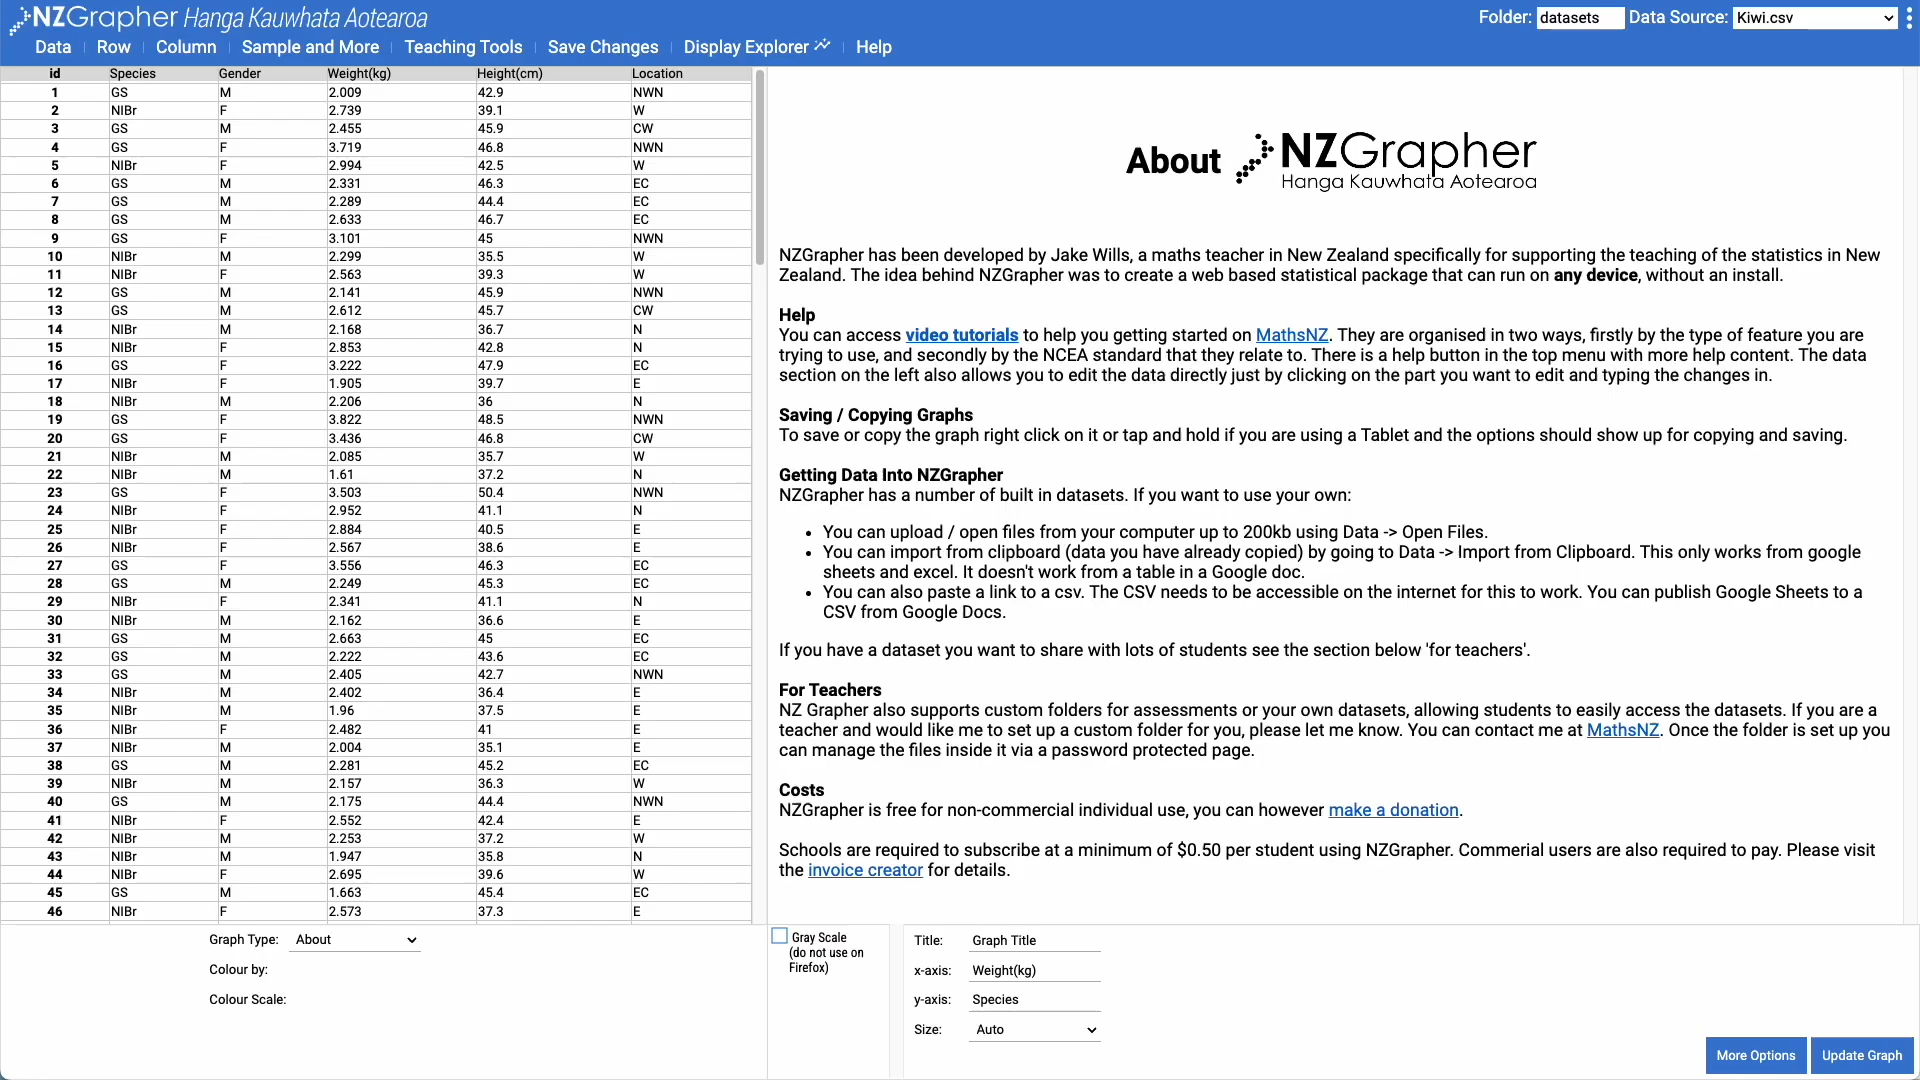 NZGrapher Hanga Kauwhata Aotearoa
Folder: datasets Data Source: Kiwi.csv
Data Row Column Sample and More Teaching Tools Save Changes Display Explorer Help
id Species Gender Weight(kg) Height(cm) Location
1 GS M 2.009 42.9 NWN
2 NIBr F 2.739 39.1 W
3 GS M 2.455 45.9 CW
4 GS F 3.719 46.8 NWN
5 NIBr F 2.994 42.5 W
6 GS M 2.331 46.3 EC
7 GS M 2.289 44.4 EC
8 GS M 2.633 46.7 EC
9 GS F 3.101 45 NWN
10 NIBr M 2.299 35.5 W
11 NIBr F 2.563 39.3 W
12 GS M 2.141 45.9 NWN
13 GS M 2.612 45.7 CW
14 NIBr M 2.168 36.7 N
15 NIBr F 2.853 42.8 N
16 GS F 3.222 47.9 EC
17 NIBr F 1.905 39.7 E
18 NIBr M 2.206 36 N
19 GS F 3.822 48.5 NWN
20 GS F 3.436 46.8 CW
21 NIBr M 2.085 35.7 W
22 NIBr M 1.61 37.2 N
23 GS F 3.503 50.4 NWN
24 NIBr F 2.952 41.1 N
25 NIBr F 2.884 40.5 E
26 NIBr F 2.567 38.6 E
27 GS F 3.556 46.3 EC
28 GS M 2.249 45.3 EC
29 NIBr F 2.341 41.1 N
30 NIBr M 2.162 36.6 E
31 GS M 2.663 45 EC
32 GS M 2.222 43.6 EC
33 GS M 2.405 42.7 NWN
34 NIBr M 2.402 36.4 E
35 NIBr M 1.96 37.5 E
36 NIBr F 2.482 41 E
37 NIBr M 2.004 35.1 E
38 GS M 2.281 45.2 EC
39 NIBr M 2.157 36.3 W
40 GS M 2.175 44.4 NWN
41 NIBr F 2.552 42.4 E
42 NIBr M 2.253 37.2 W
43 NIBr M 1.947 35.8 N
44 NIBr F 2.695 39.6 W
45 GS M 1.663 45.4 EC
46 NIBr F 2.573 37.3 E
About NZGrapher
Hanga Kauwhata Aotearoa
NZGrapher has been developed by Jake Wills, a maths teacher in New Zealand specifically for supporting the teaching of the statistics in New
Zealand. The idea behind NZGrapher was to create a web based statistical package that can run on any device, without an install.
Help
You can access video tutorials to help you getting started on MathsNZ. They are organised in two ways, firstly by the type of feature you are
trying to use, and secondly by the NCEA standard that they relate to. There is a help button in the top menu with more help content. The data
section on the left also allows you to edit the data directly just by clicking on the part you want to edit and typing the changes in.
Saving / Copying Graphs
To save or copy the graph right click on it or tap and hold if you are using a Tablet and the options should show up for copying and saving.
Getting Data Into NZGrapher
NZGrapher has a number of built in datasets. If you want to use your own:
• You can upload / open files from your computer up to 200kb using Data -> Open Files.
• You can import from clipboard (data you have already copied) by going to Data -> Import from Clipboard. This only works from google
sheets and excel. It doesn't work from a table in a Google doc.
• You can also paste a link to a csv. The CSV needs to be accessible on the internet for this to work. You can publish Google Sheets to a
CSV from Google Docs.
If you have a dataset you want to share with lots of students see the section below 'for teachers'.
For Teachers
NZ Grapher also supports custom folders for assessments or your own datasets, allowing students to easily access the datasets. If you are a
teacher and would like me to set up a custom folder for you, please let me know. You can contact me at MathsNZ. Once the folder is set up you
can manage the files inside it via a password protected page.
Costs
NZGrapher is free for non-commercial individual use, you can however make a donation.
Schools are required to subscribe at a minimum of $0.50 per student using NZGrapher. Commerial users are also required to pay. Please visit
the invoice creator for details.
Graph Type: About
Colour by:
Colour Scale:
Gray Scale
(do not use on
Firefox)
Title: Graph Title
x-axis: Weight(kg)
y-axis: Species
Size: Auto
More Options Update Graph